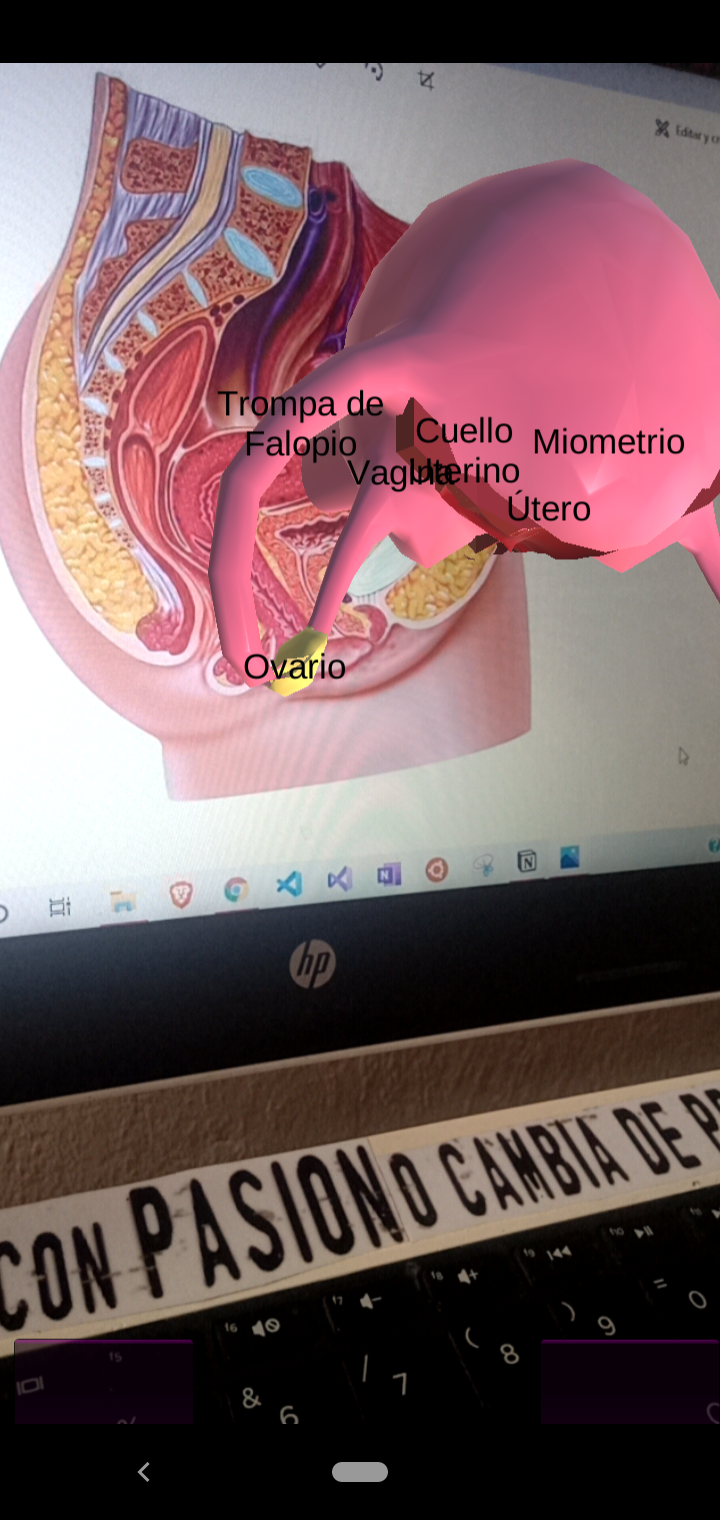 Editar y
Trompa de
Falopio
Cuello
Uterino
Miometrio
Vagina
Útero
Ovario
N
N
hp
CON PASION O CAMBIA DE
f5
f6
f7
f8
f9
f10
%
& 6
/ 7
( 8
) 9
= 0